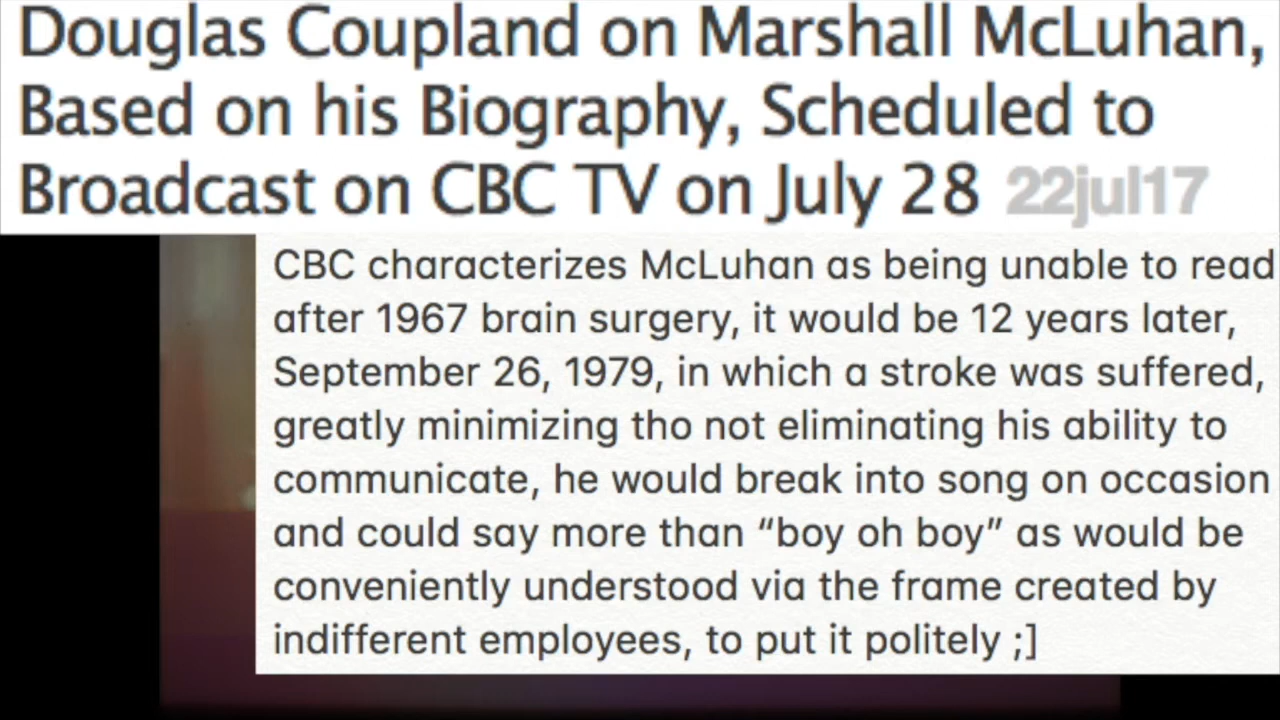 Douglas Coupland on Marshall McLuhan,
Based on his Biography, Scheduled to
Broadcast on CBC TV on July 28 22jul17
CBC characterizes McLuhan as being unable to read
after 1967 brain surgery, it would be 12 years later,
September 26, 1979, in which a stroke was suffered,
greatly minimizing tho not eliminating his ability to
communicate, he would break into song on occasion
and could say more than “boy oh boy” as would be
conveniently understood via the frame created by
indifferent employees, to put it politely ;]